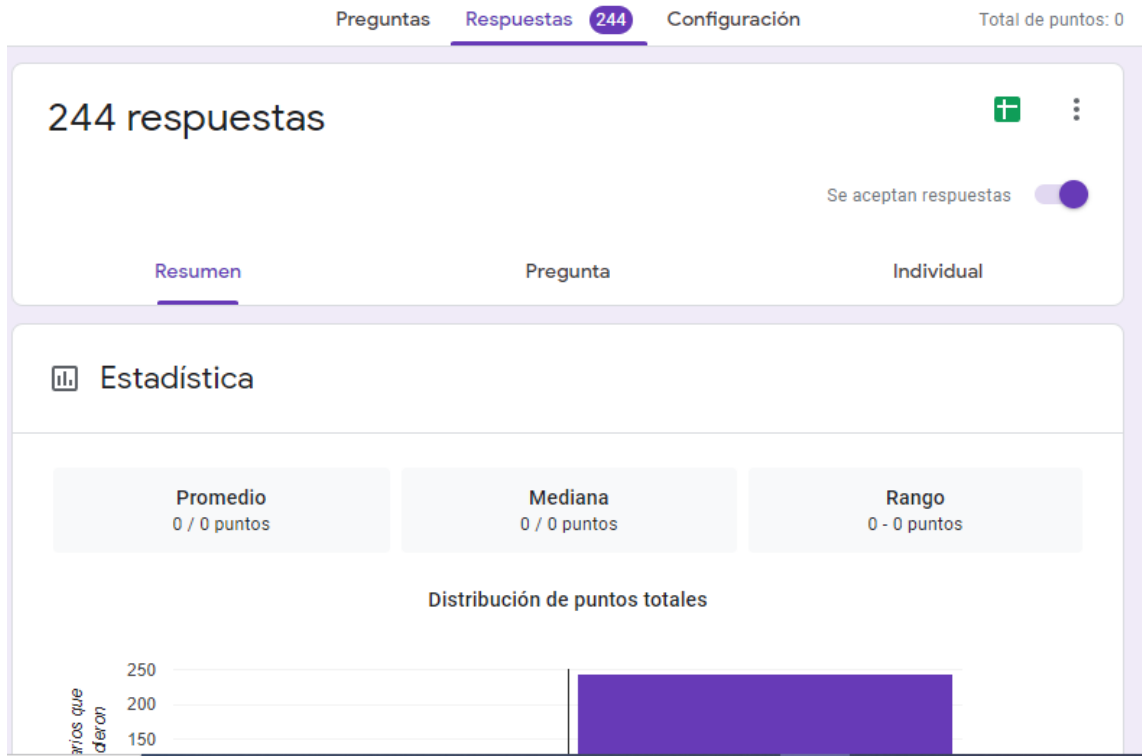 Preguntas Respuestas 244 Configuración Total de puntos: 0
244 respuestas
Se aceptan respuestas
Resumen Pregunta Individual
Estadística
Promedio Mediana Rango
0 / 0 puntos 0 / 0 puntos 0 - 0 puntos
Distribución de puntos totales
250
200
150
que